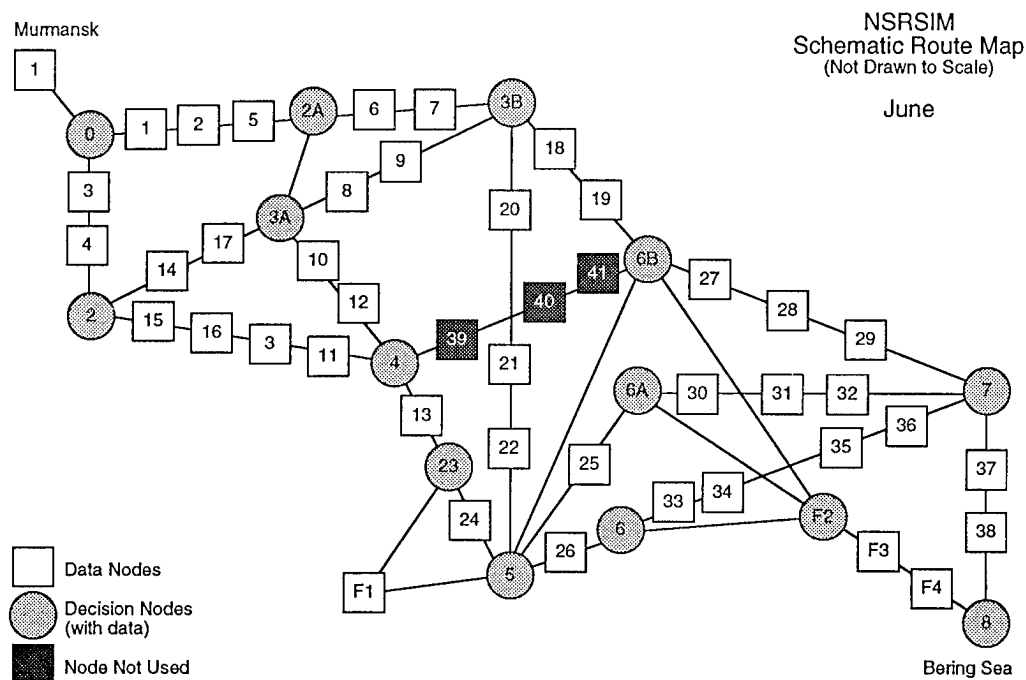 NSRSIM
Schematic Route Map
(Not Drawn to Scale)
June
Murmansk
1
0
1
2
5
2A
6
7
3B
3
4
8
9
18
19
3A
20
17
14
10
12
6B
27
28
29
41
40
39
2
15
16
3
11
4
21
6A
30
31
32
7
13
22
25
35
36
23
24
33
34
37
F2
6
26
38
F3
F4
5
F1
8
Data Nodes
Decision Nodes
(with data)
Node Not Used
Bering Sea